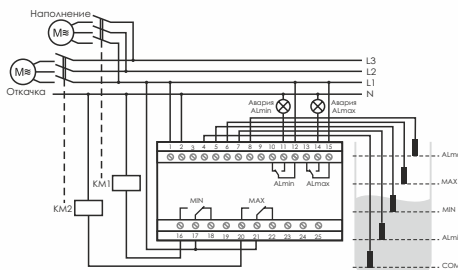 Наполнение
M≋
M≋
Откачка
L3
L2
L1
N
Авария ALmin
Авария ALmax
1 2 3 4 5 6 7 8 9 10 11 12 13 14 15
ALmin
ALmax
KM1
KM2
MIN
MAX
16 17 18 19 20 21 22 23 24 25
MAX
MIN